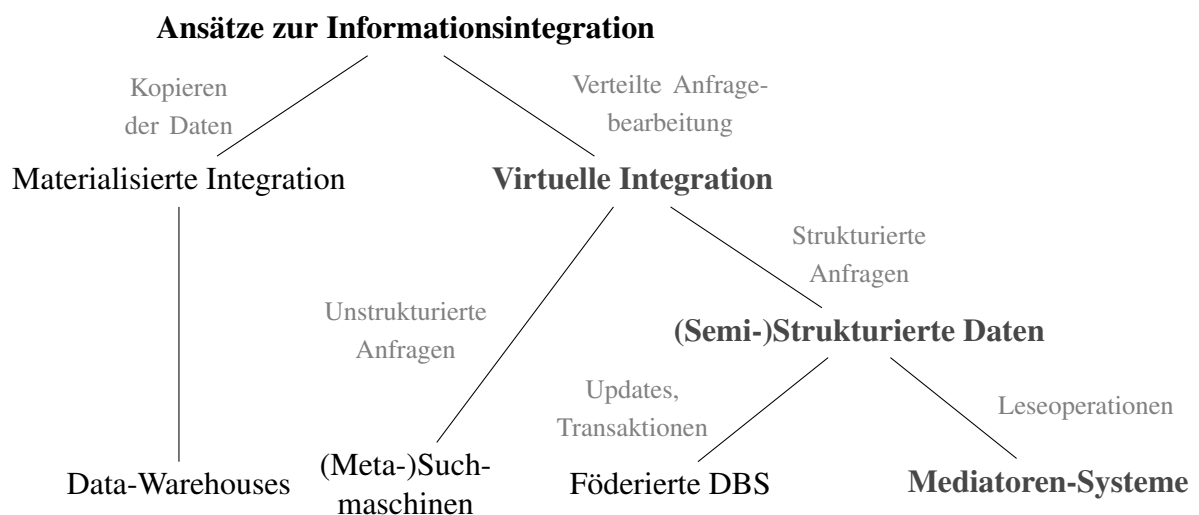 Ansätze zur Informationsintegration
Kopieren
der Daten
Verteilte Anfrage-
bearbeitung
Materialisierte Integration
Virtuelle Integration
Strukturierte
Anfragen
Unstrukturierte
Anfragen
(Semi-)Strukturierte Daten
Updates,
Transaktionen
Leseoperationen
Data-Warehouses
(Meta-)Such-
maschinen
Föderierte DBS
Mediatoren-Systeme